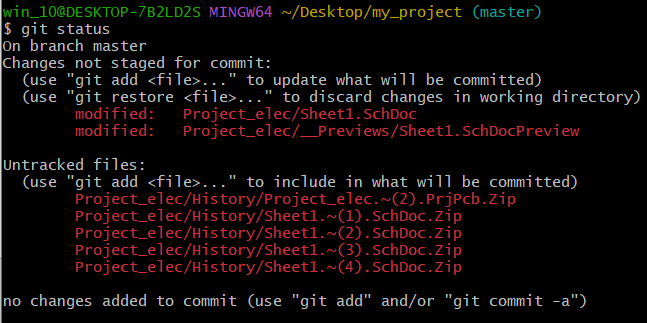 win_10@DESKTOP-7B2LD2S MINGW64 ~/Desktop/my_project (master)
$ git status
On branch master
Changes not staged for commit:
  (use "git add <file>..." to update what will be committed)
  (use "git restore <file>..." to discard changes in working directory)
        modified:   Project_elec/Sheet1.SchDoc
        modified:   Project_elec/__Previews/Sheet1.SchDocPreview
Untracked files:
  (use "git add <file>..." to include in what will be committed)
        Project_elec/History/Project_elec.~(2).PrjPcb.Zip
        Project_elec/History/Sheet1.~(1).SchDoc.Zip
        Project_elec/History/Sheet1.~(2).SchDoc.Zip
        Project_elec/History/Sheet1.~(3).SchDoc.Zip
        Project_elec/History/Sheet1.~(4).SchDoc.Zip
no changes added to commit (use "git add" and/or "git commit -a")